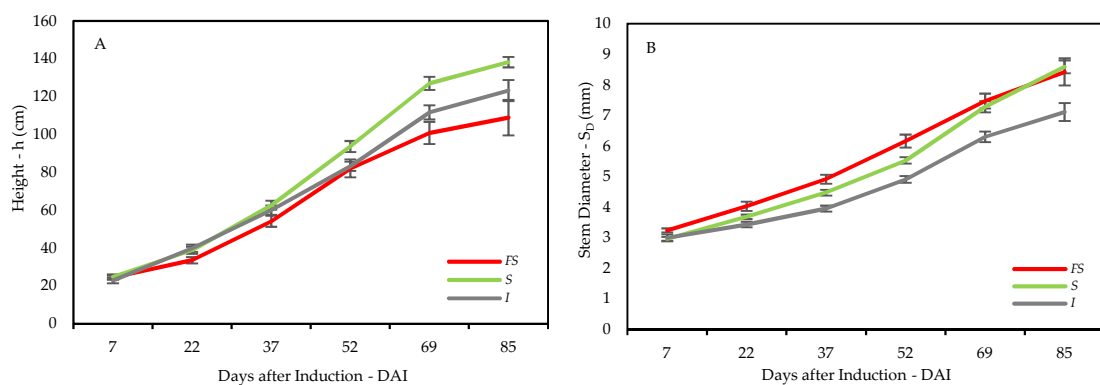 A
Height - h (cm)
160
140
120
100
80
60
40
20
0
FS
S
I
7 22 37 52 69 85
Days after Induction - DAI
B
Stem Diameter - S_D (mm)
10
9
8
7
6
5
4
3
2
1
0
FS
S
I
7 22 37 52 69 85
Days after Induction - DAI